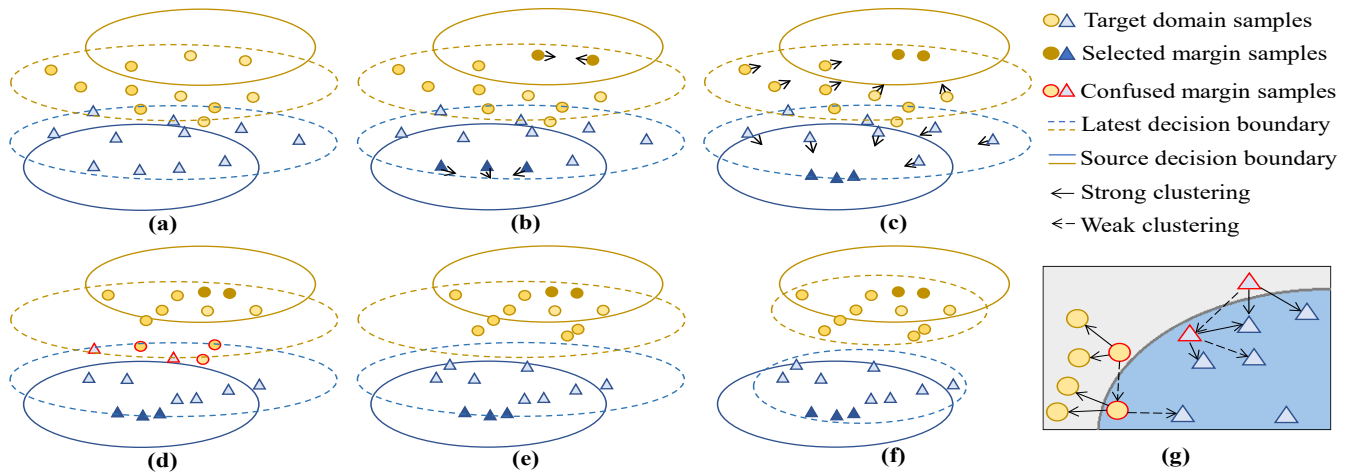 Target domain samples
Selected margin samples
Confused margin samples
Latest decision boundary
Source decision boundary
Strong clustering
Weak clustering
(a)
(b)
(c)
(d)
(e)
(f)
(g)